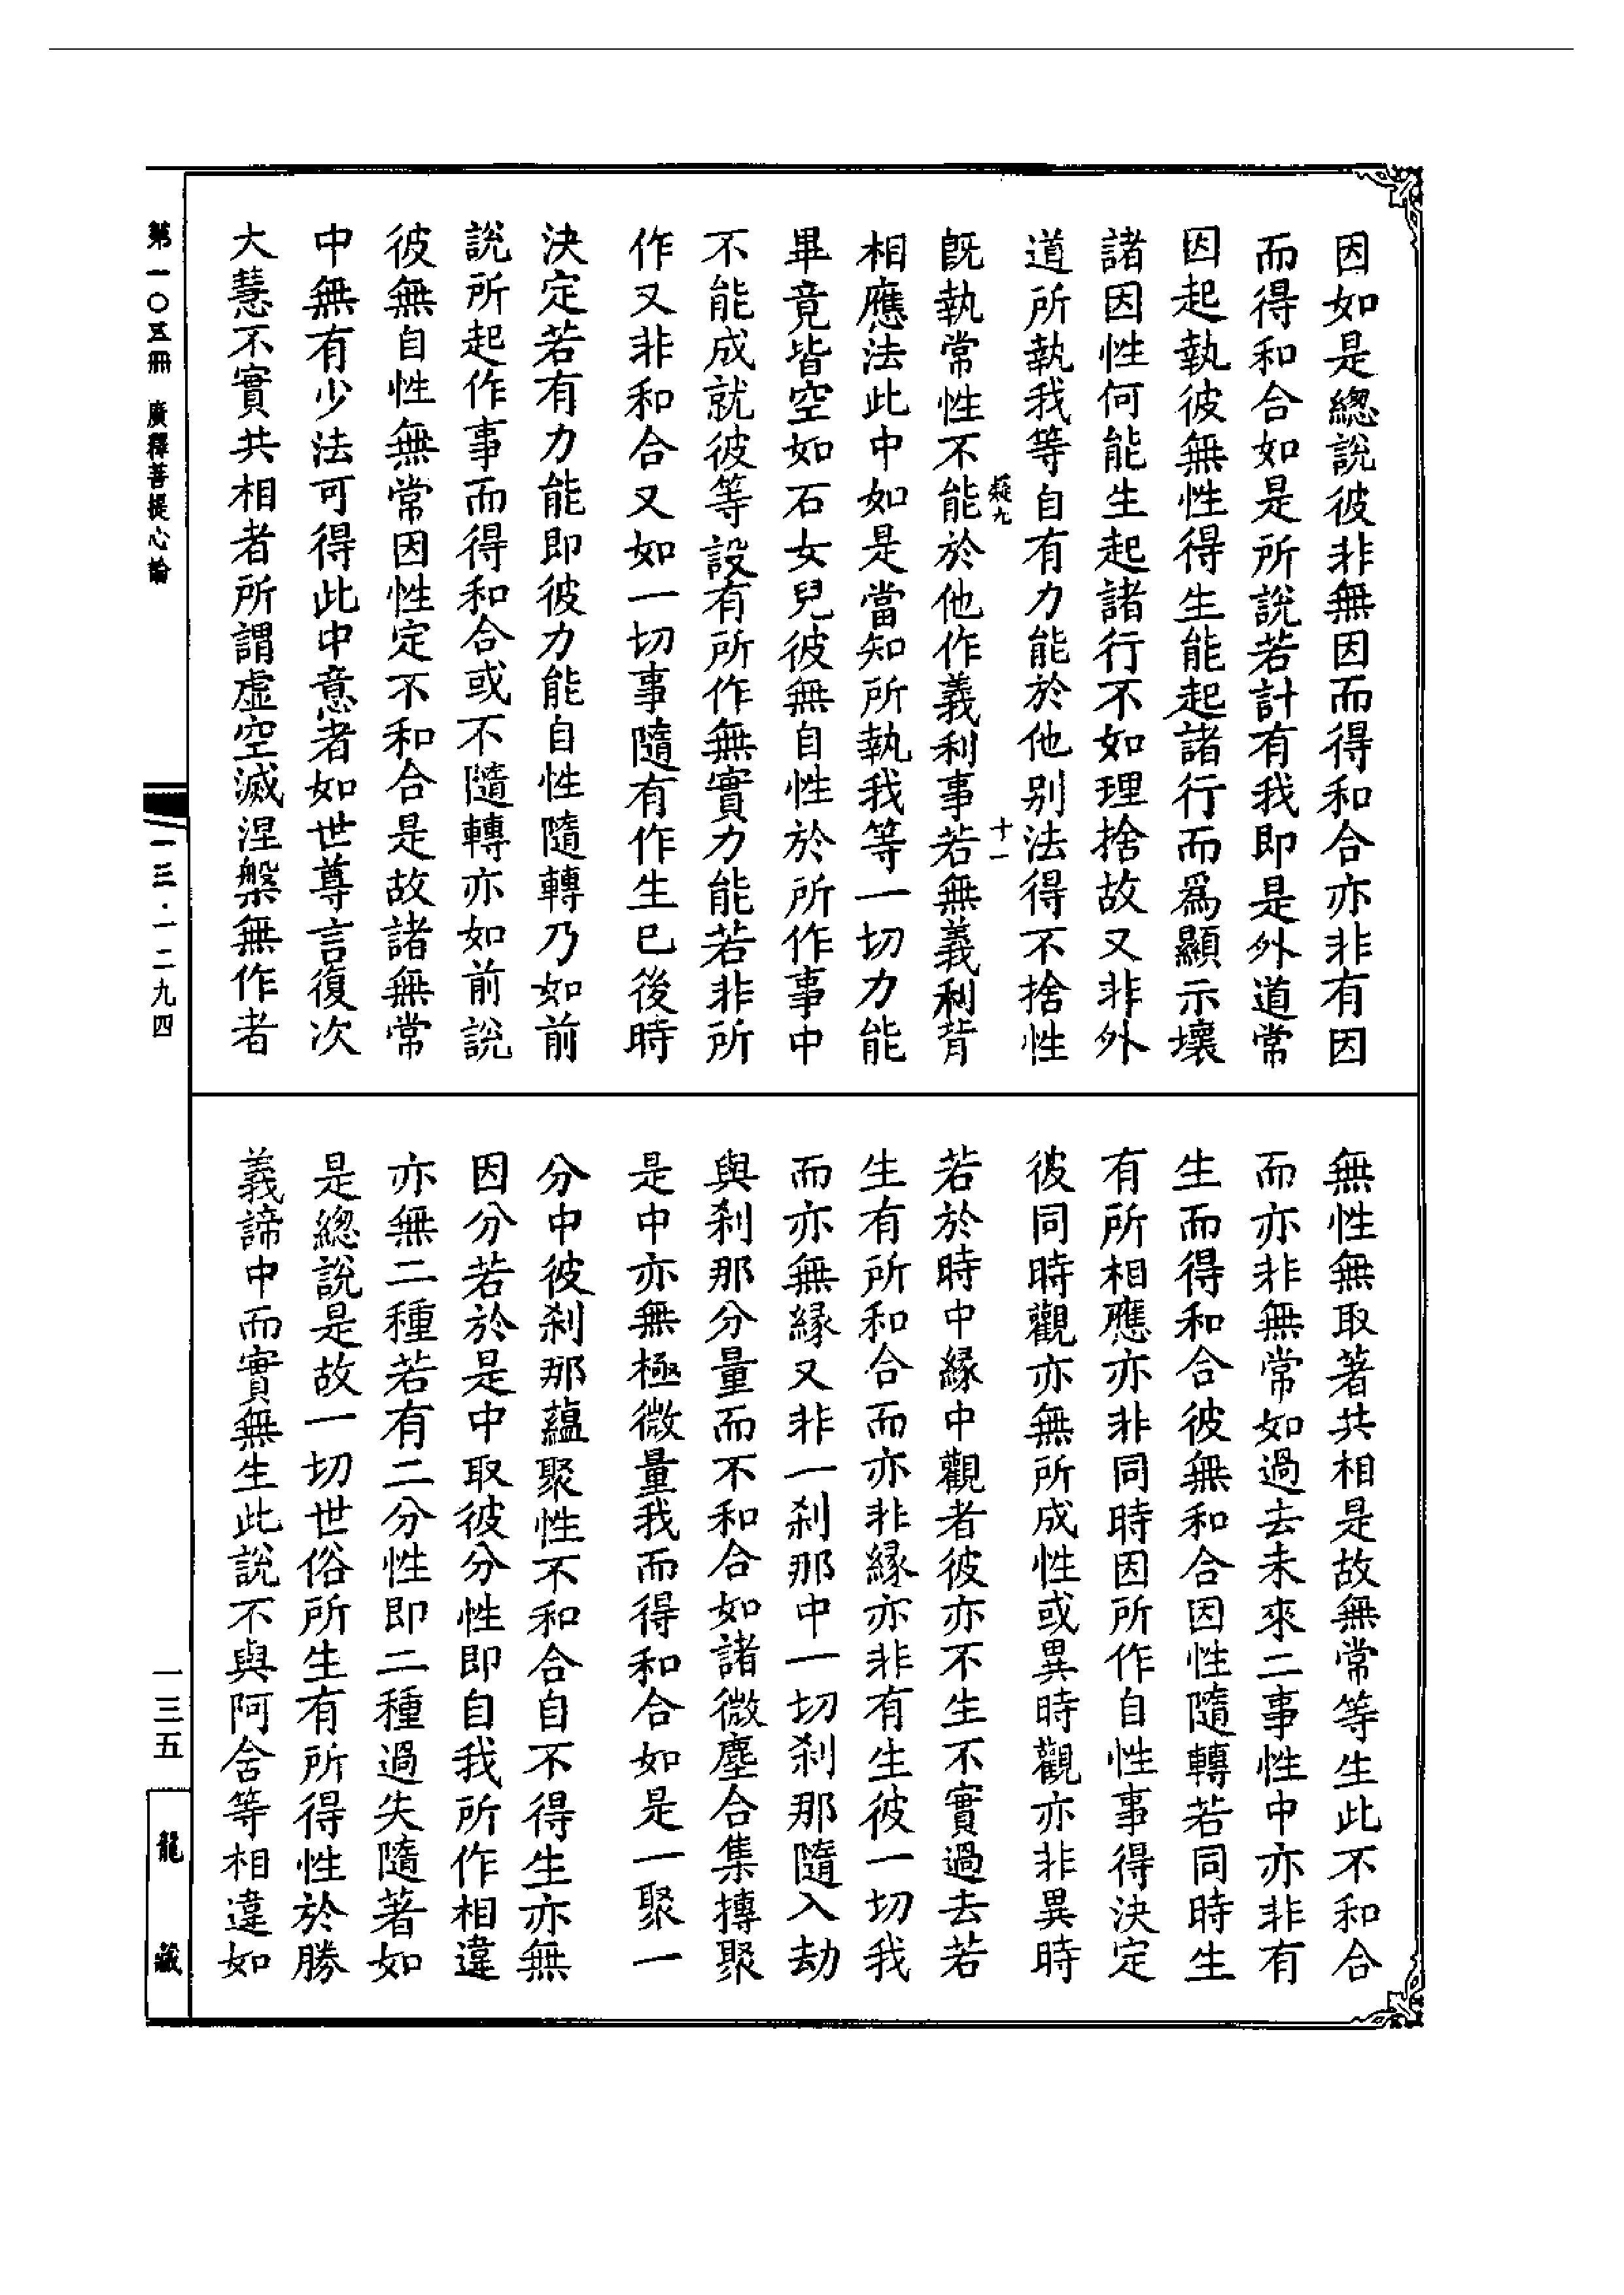 因如是總說彼非無因而得和合亦非有因
而得和合如是所說若計有我即是外道常
因起執彼無性得生能起諸行而爲顯示壞
諸因性何能生起諸行不如理捨故又非外
道所執我等自有力能於他别法得不捨性
十一
既執常性不能於他作義利事若無義利背
相應法此中如是當知所執我等一切力能
畢竟皆空如石女兒彼無自性於所作事中
不能成就彼等設有所作無實力能若非所
作又非和合又如一切事隨有作生已後時
決定若有力能即彼力能自性隨轉乃如前
說所起作事而得和合或不隨轉亦如前說
彼無自性無常因性定不和合是故諸無常
中無有少法可得此中意者如世尊言復次
大慧不實共相者所謂虛空滅涅槃無作者
無性無取著共相是故無常等生此不和合
而亦非無常如過去未來二事性中亦非有
生而得和合彼無和合因性隨轉若同時生
有所相應亦非同時因所作自性事得決定
彼同時觀亦無所成性或異時觀亦非異時
若於時中緣中觀者彼亦不生不實過去若
生有所和合而亦非緣亦非有生彼一切我
而亦無緣又非一刹那中一切刹那隨入劫
與刹那分量而不和合如諸微塵合集摶聚
是中亦無極微量我而得和合如是一聚一
分中彼刹那蘊聚性不和合自不得生亦無
因分若於是中取彼分性即自我所作相違
亦無二種若有二分性即二種過失隨著如
是總說是故一切世俗所生有所得性於勝
義諦中而實無生此說不與阿含等相違如
第一〇五冊 廣釋菩提心論
一三·一二九四
一三五
龍藏